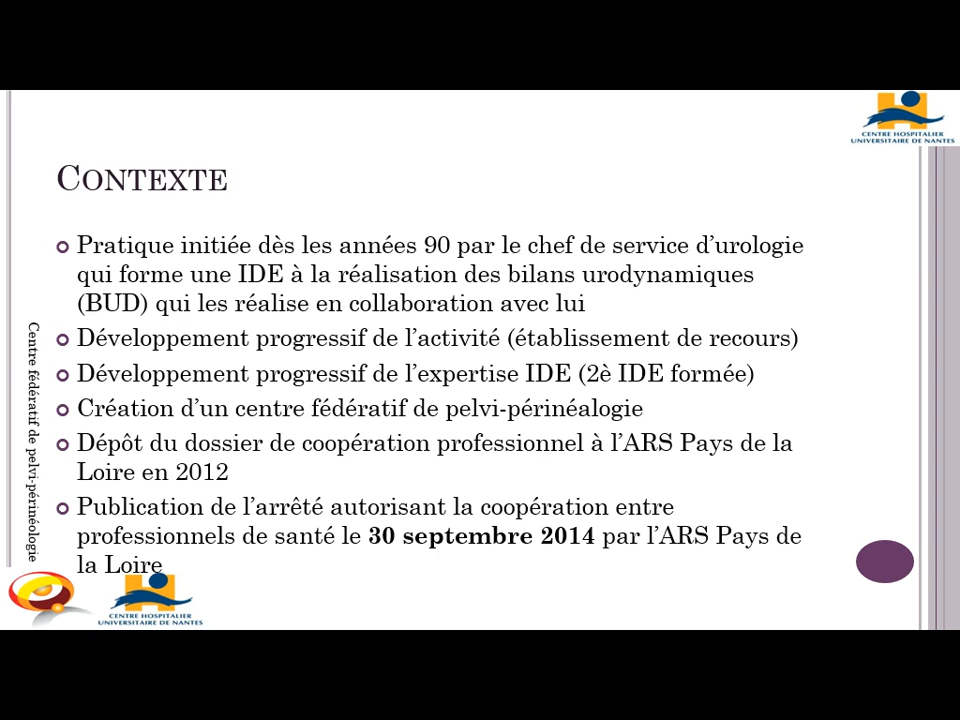 CENTRE HOSPITALIER
UNIVERSITAIRE DE NANTES
CONTEXTE
Pratique initiée dès les années 90 par le chef de service d'urologie
qui forme une IDE à la réalisation des bilans urodynamiques
(BUD) qui les réalise en collaboration avec lui
Développement progressif de l'activité (établissement de recours)
Développement progressif de l'expertise IDE (2è IDE formée)
Création d'un centre fédératif de pelvi-périnéalogie
Dépôt du dossier de coopération professionnel à l'ARS Pays de la
Loire en 2012
Publication de l'arrêté autorisant la coopération entre
professionnels de santé le 30 septembre 2014 par l'ARS Pays de
la Loire
Centre fédératif de pelvi-périnéologie
CENTRE HOSPITALIER
UNIVERSITAIRE DE NANTES